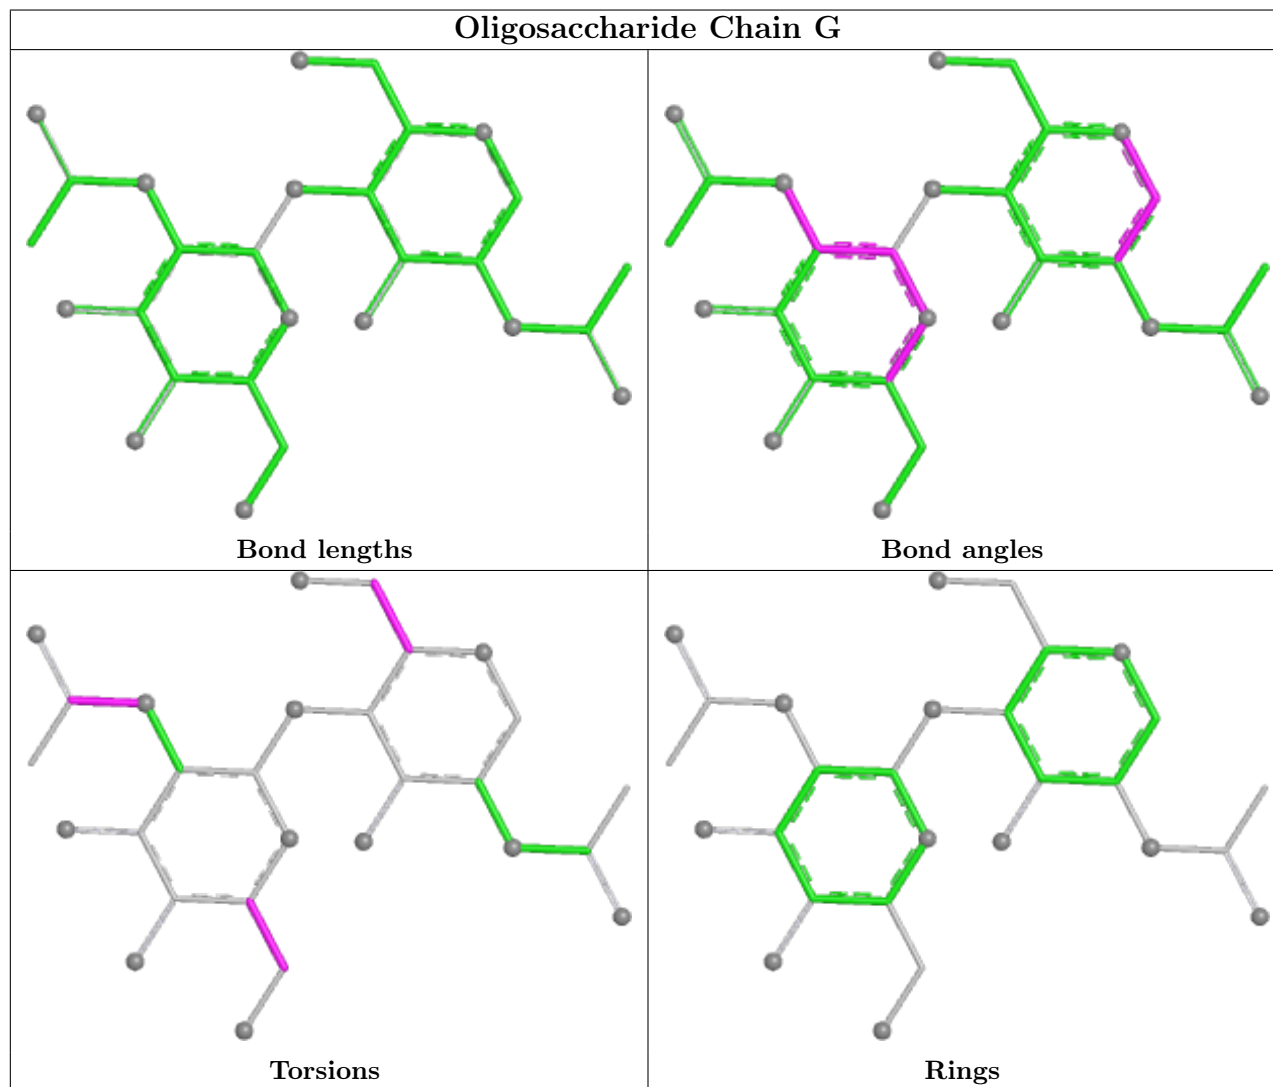 Oligosaccharide Chain G
Bond lengths
Bond angles
Torsions
Rings